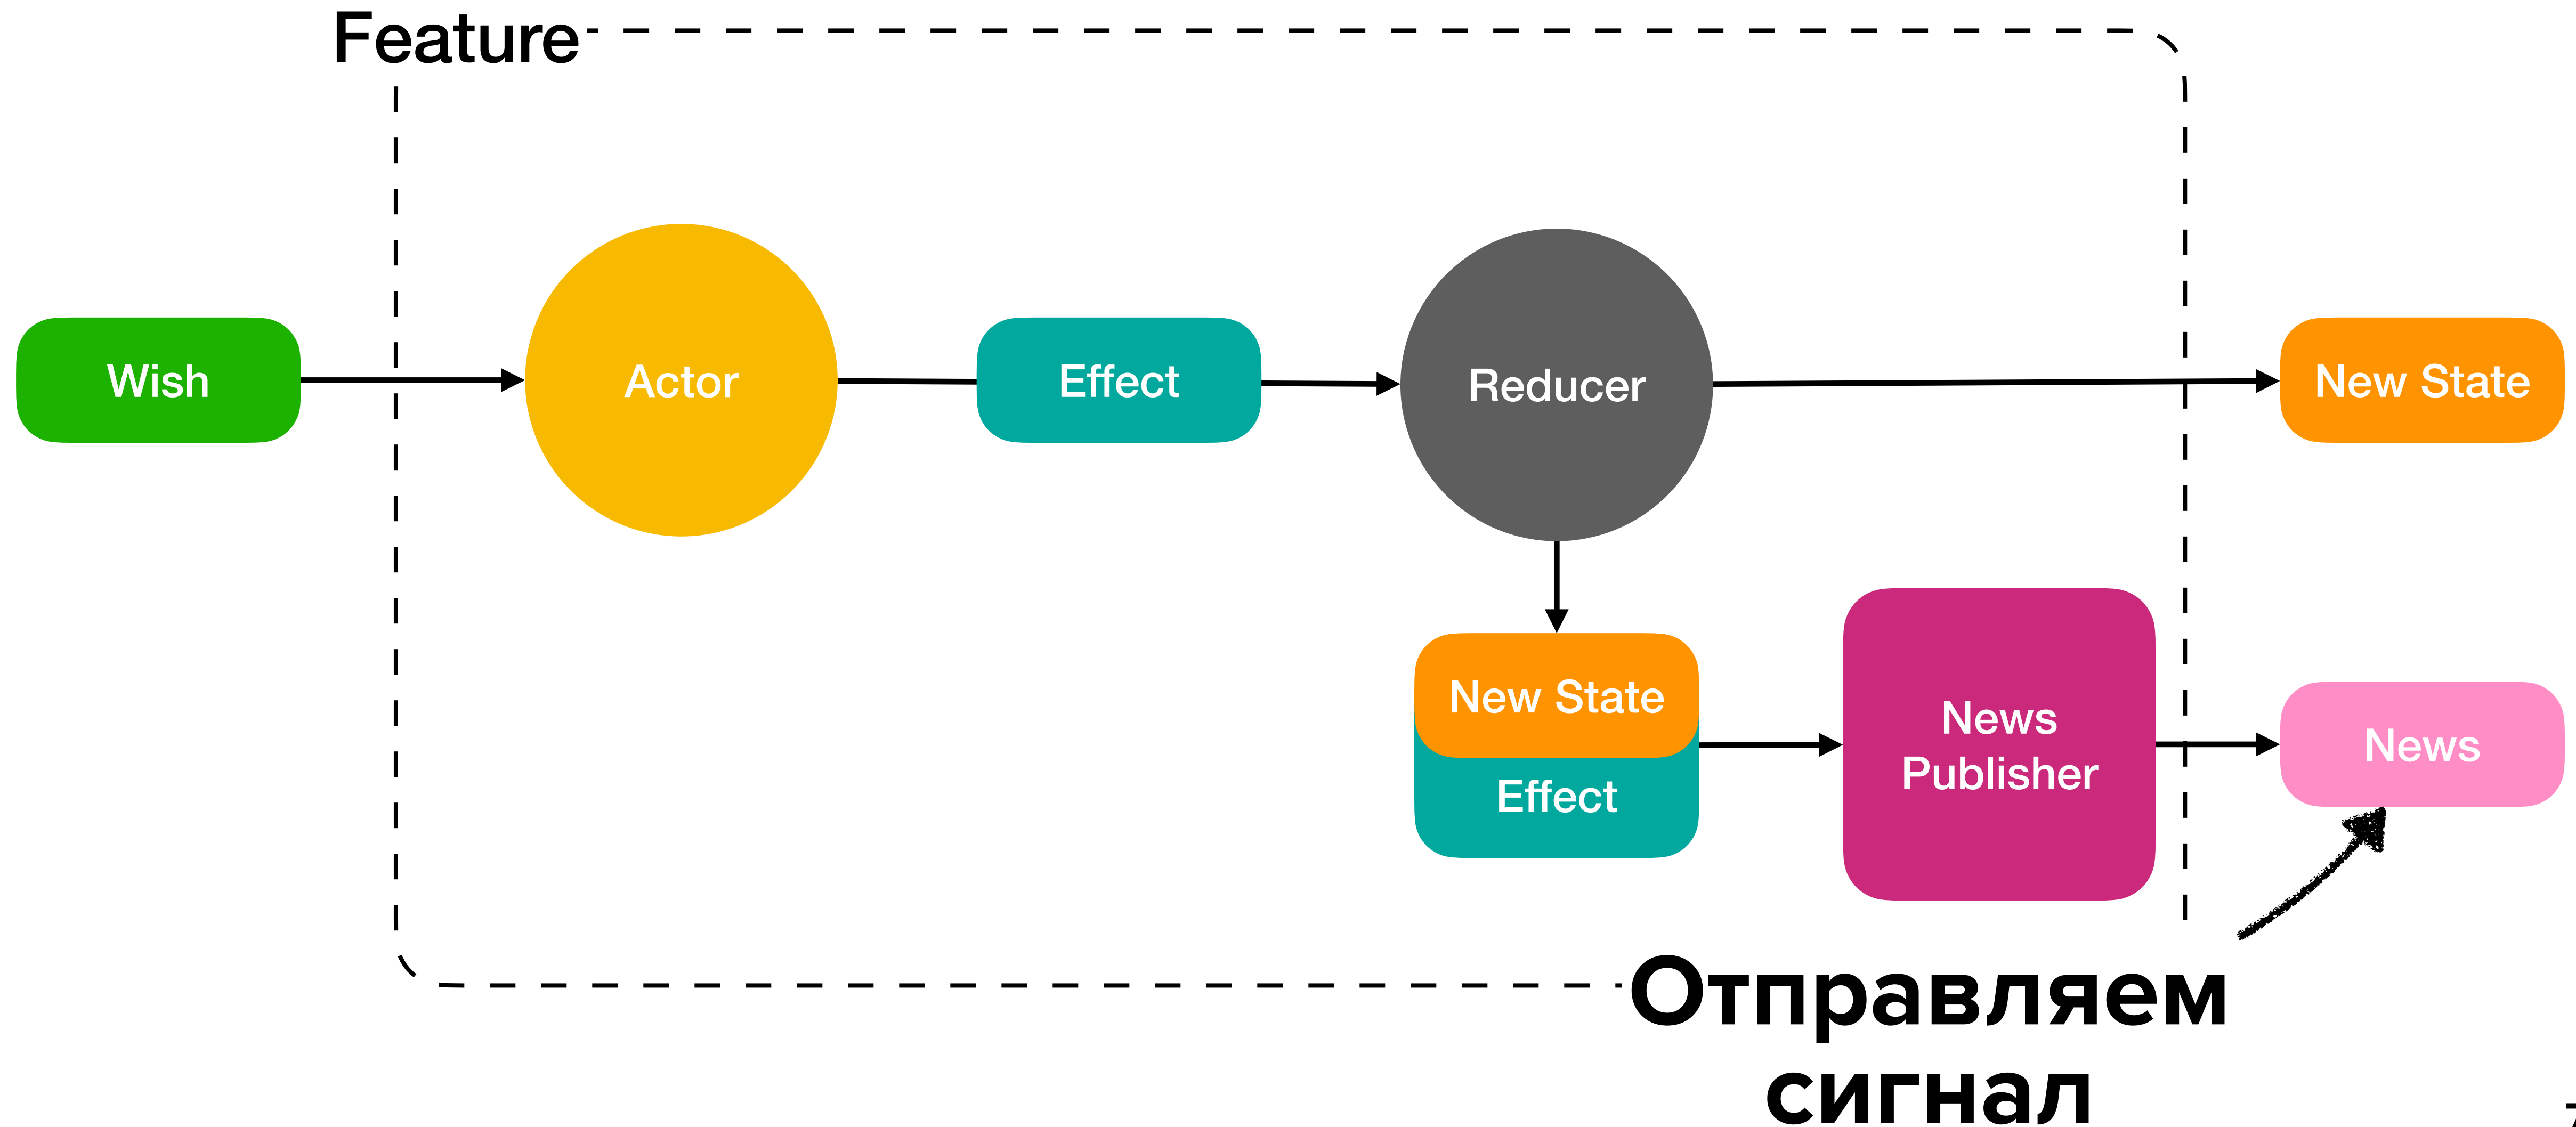 Feature
Wish
Actor
Effect
Reducer
New State
New State
Effect
News
Publisher
News
Отправляем
сигнал